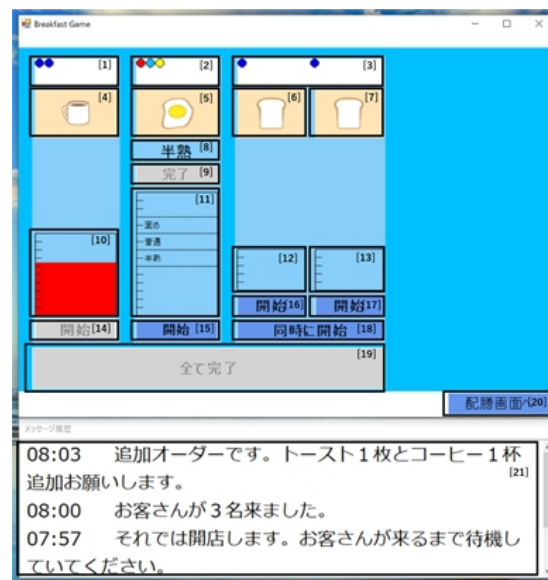 Breakfast Game
[1]
[2]
[3]
[4]
[5]
[6]
[7]
半熟 [8]
完了 [9]
[10]
[11]
固め
普通
半熟
[12]
[13]
開始[14]
開始 [15]
開始[16]
開始[17]
同時に開始 [18]
全て完了 [19]
配膳画面へ[20]
メッセージ履歴
08:03 追加オーダーです。トースト1枚とコーヒー1杯
追加お願いします。
[21]
08:00 お客さんが3名来ました。
07:57 それでは開店します。お客さんが来るまで待機し
ていてください。